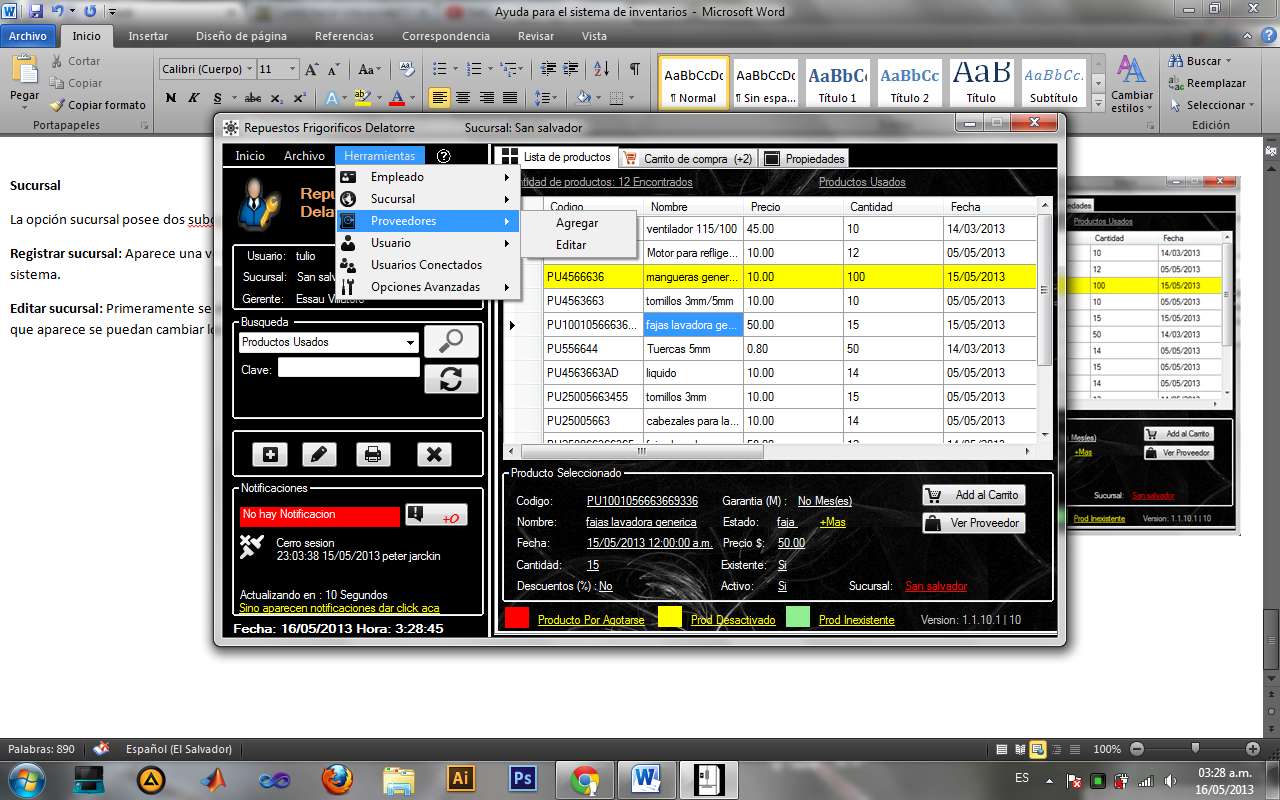 Ayuda para el sistema de inventarios - Microsoft Word
Archivo Inicio Insertar Diseño de página Referencias Correspondencia Revisar Vista
Pegar
Cortar
Copiar
Copiar formato
Portapapeles
Calibri (Cuerpo) 11
N K S abc x₂ x²
AaBbCcDc AaBbCcDc AaBbCc AaBbCc AaB AaBbCc.
¶ Normal ¶ Sin espa... Título 1 Título 2 Título Subtítulo
Cambiar estilos
Buscar
Reemplazar
Seleccionar
Edición
Sucursal
La opción sucursal posee dos
Registrar sucursal: Aparece una
sistema.
Editar sucursal: Primeramente se
que aparece se puedan cambiar
Repuestos Frigorificos Delatorre Sucursal: San salvador
Inicio Archivo Herramientas
Empleado
Sucursal
Proveedores
Usuario
Usuarios Conectados
Opciones Avanzadas
Agregar
Editar
Usuario: tulio
Sucursal: San
Gerente: Essau
Busqueda
Productos Usados
Clave:
Notificaciones
No hay Notificacion
+0
Cerro sesion
23:03:38 15/05/2013 peter jarckin
Actualizando en : 10 Segundos
Sino aparecen notificaciones dar click aca
Fecha: 16/05/2013 Hora: 3:28:45
Lista de productos Carrito de compra (+2) Propiedades
de productos: 12 Encontrados Productos Usados
Codigo Nombre Precio Cantidad Fecha
ventilador 115/100 45.00 10 14/03/2013
Motor para reflige... 10.00 12 05/05/2013
PU4566636 mangueras gener... 10.00 100 15/05/2013
PU4563663 tornillos 3mm/5mm 10.00 10 05/05/2013
PU10010566636... fajas lavadora ge... 50.00 15 15/05/2013
PU556644 Tuercas 5mm 0.80 50 14/03/2013
PU4563663AD liquido 10.00 14 05/05/2013
PU25005663455 tornillos 3mm 10.00 15 05/05/2013
PU25005663 cabezales para la... 10.00 14 05/05/2013
Producto Seleccionado
Codigo: PU1001056663669336 Garantia (M) : No Mes(es)
Nombre: fajas lavadora generica Estado: faja +Mas
Fecha: 15/05/2013 12:00:00 a.m. Precio $: 50.00
Cantidad: 15 Existente: Si
Descuentos (%) : No Activo: Si Sucursal: San salvador
Add al Carrito
Ver Proveedor
Producto Por Agotarse Prod Desactivado Prod Inexistente Version: 1.1.10.1 | 10
Productos Usados
Cantidad Fecha
10 14/03/2013
12 05/05/2013
100 15/05/2013
10 05/05/2013
15 15/05/2013
50 14/03/2013
14 05/05/2013
15 05/05/2013
14 05/05/2013
Add al Carrito
+Mas
Ver Proveedor
Sucursal: San salvador
Prod Inexistente Version: 1.1.10.1 | 10
Palabras: 890 Español (El Salvador) 100%
Ai Ps ES 03:28 a.m.
16/05/2013